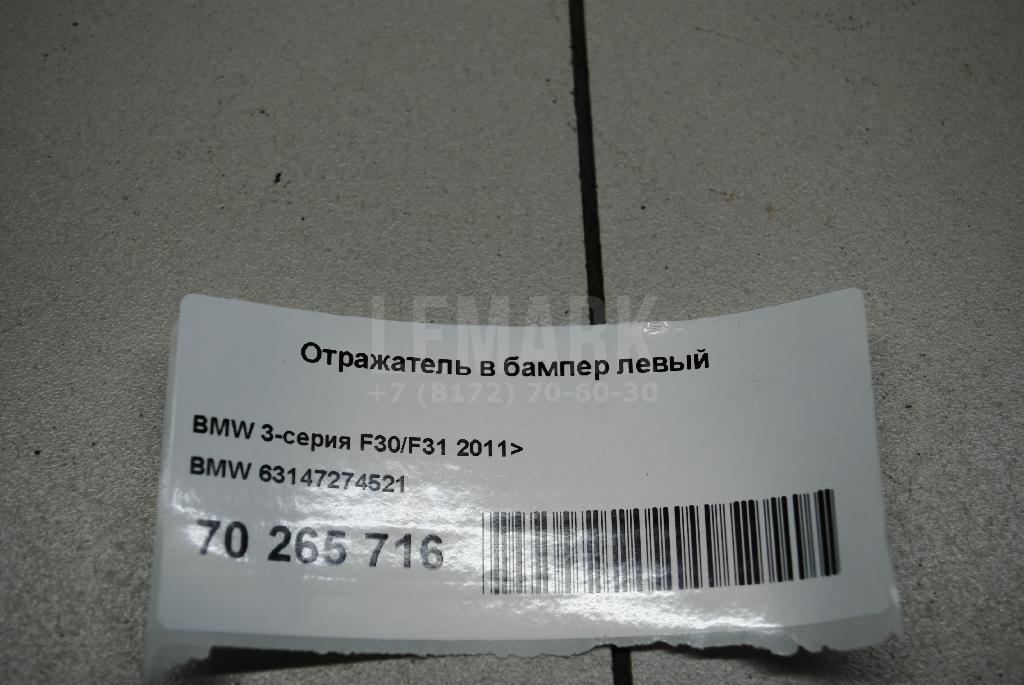 LEMARK
Отражатель в бампер левый
+7 (8172) 70-60-30
BMW 3-серия F30/F31 2011>
BMW 63147274521
70 265 716